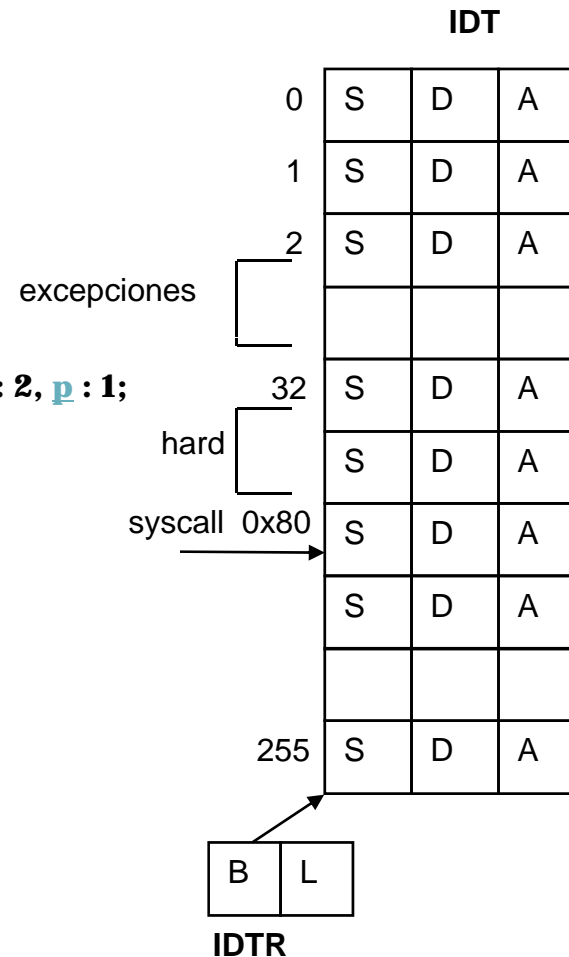 IDT
0 S D A
1 S D A
2 S D A
excepciones
: 2, p : 1;
32 S D A
hard
S D A
syscall 0x80 S D A
S D A
255 S D A
B L
IDTR